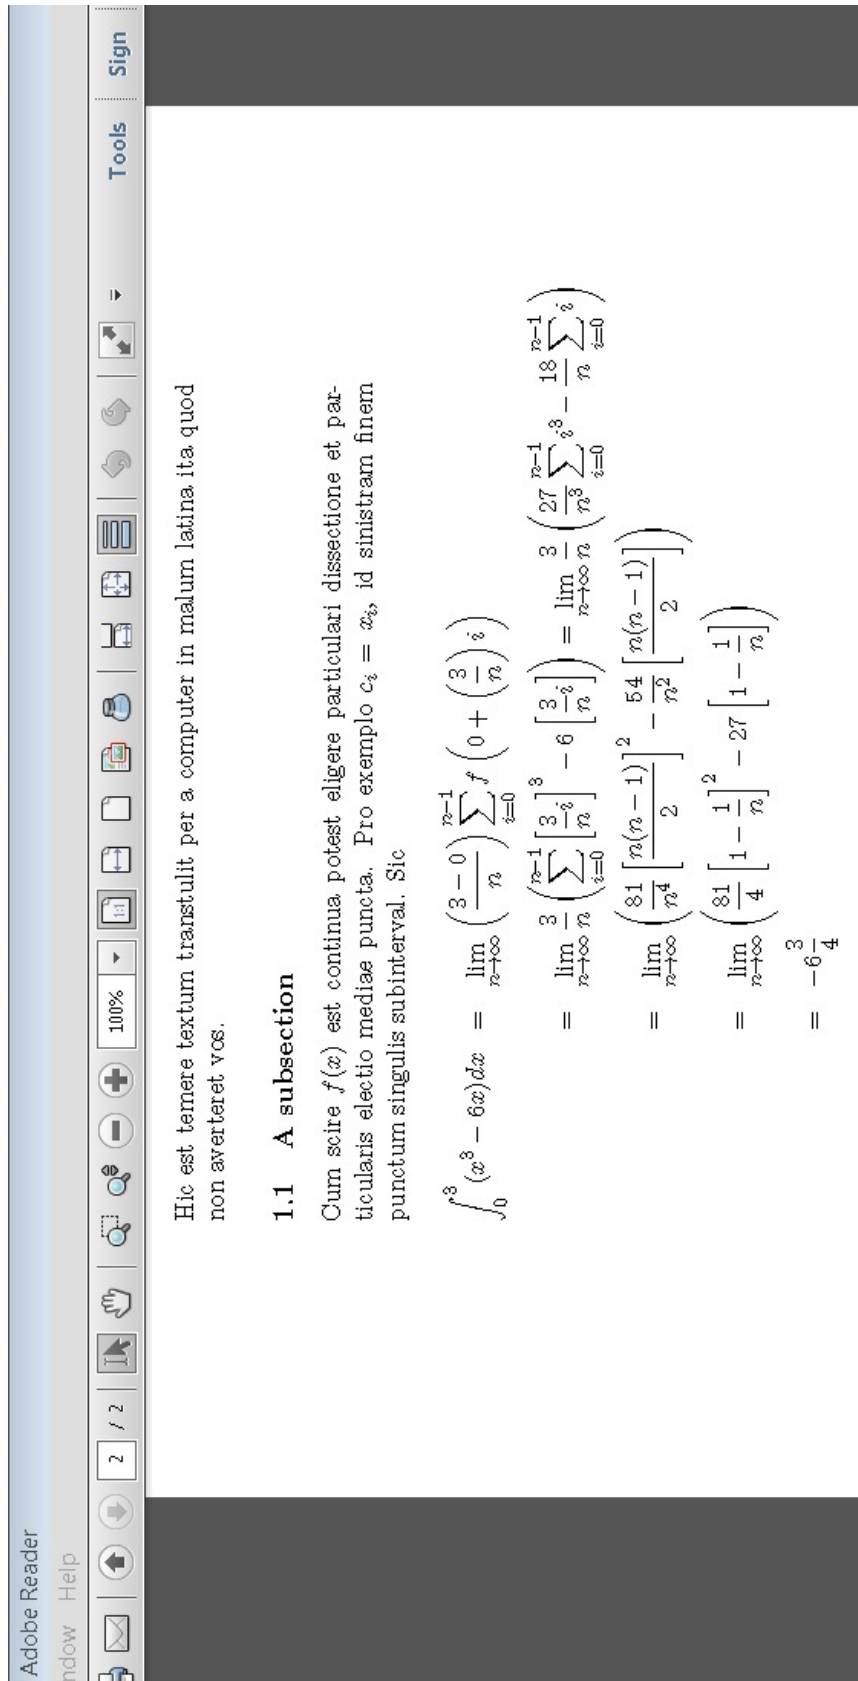 Adobe Reader
ndow Help
2 / 2 100% Tools Sign
Hic est temere textum transtulit per a computer in malum latina ita quod
non averteret vos.
1.1 A subsection
Cum scire f(x) est continua potest eligere particulari dissectione et par-
ticularis electio mediae puncta. Pro exemplo c_i = x_i, id sinistram finem
punctum singulis subinterval. Sic
∫_0^3 (x^3 − 6x)dx = lim_{n→∞} ((3 − 0)/n) ∑_{i=0}^{n−1} f(0 + (3/n) i)
= lim_{n→∞} 3/n (∑_{i=0}^{n−1} [3/n i]^3 − 6 [3/n i]) = lim_{n→∞} 3/n (27/n^3 ∑_{i=0}^{n−1} i^3 − 18/n ∑_{i=0}^{n−1} i)
= lim_{n→∞} (81/n^4 [n(n − 1)/2]^2 − 54/n^2 [n(n − 1)/2])
= lim_{n→∞} (81/4 [1 − 1/n]^2 − 27 [1 − 1/n])
= −6 3/4